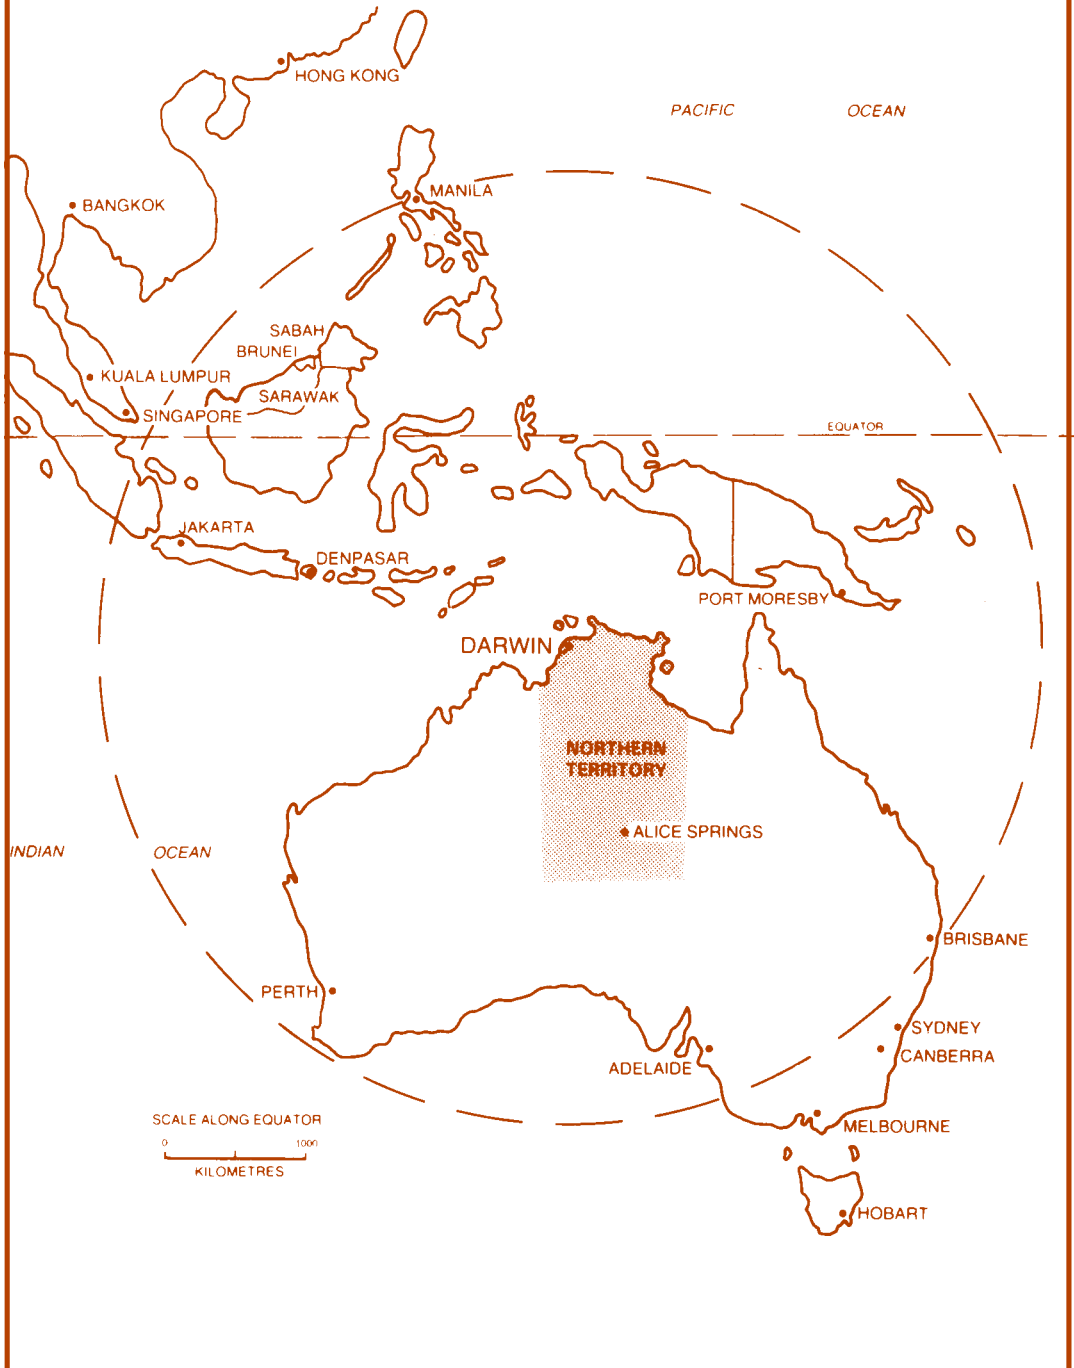 HONG KONG
PACIFIC OCEAN
MANILA
BANGKOK
SABAH
BRUNEI
KUALA LUMPUR
SARAWAK
SINGAPORE
EQUATOR
JAKARTA
DENPASAR
PORT MORESBY
DARWIN
NORTHERN
TERRITORY
ALICE SPRINGS
INDIAN OCEAN
BRISBANE
PERTH
SYDNEY
CANBERRA
ADELAIDE
SCALE ALONG EQUATOR
0 1000
KILOMETRES
MELBOURNE
HOBART